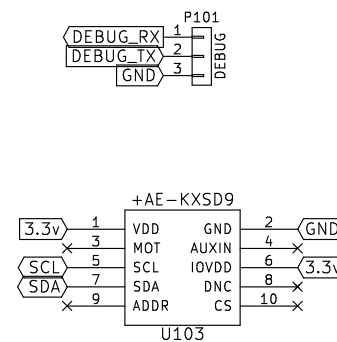 P101
DEBUG_RX 1
DEBUG_TX 2
GND 3
DEBUG
+AE-KXSD9
3.3v 1 VDD GND 2 GND
3 MOT AUXIN 4
SCL 5 SCL IOVDD 6 3.3v
SDA 7 SDA DNC 8
9 ADDR CS 10
U103